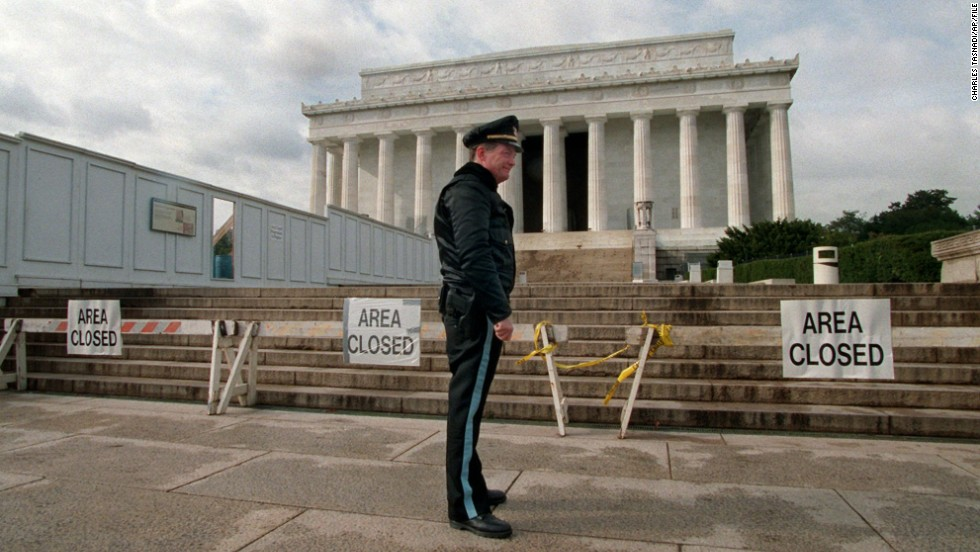 AREA
CLOSED
AREA
CLOSED
AREA
CLOSED
CHARLES TASNADI/AP/FILE